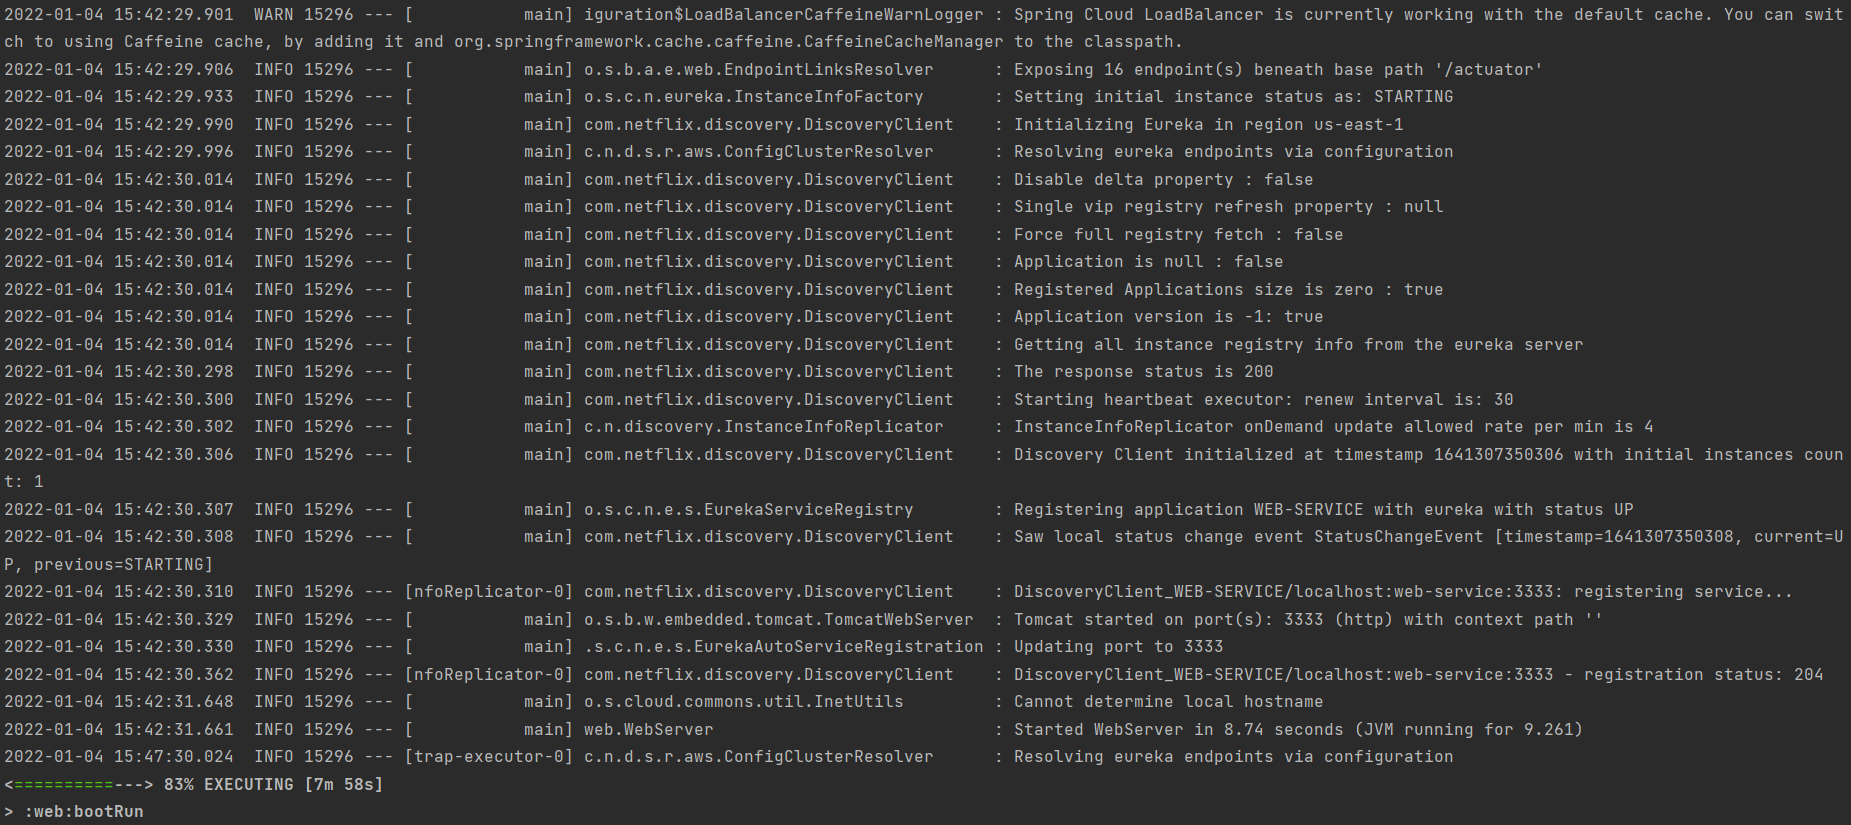 2022-01-04 15:42:29.901  WARN 15296 --- [           main] iguration$LoadBalancerCaffeineWarnLogger : Spring Cloud LoadBalancer is currently working with the default cache. You can swit
ch to using Caffeine cache, by adding it and org.springframework.cache.caffeine.CaffeineCacheManager to the classpath.
2022-01-04 15:42:29.906  INFO 15296 --- [           main] o.s.b.a.e.web.EndpointLinksResolver      : Exposing 16 endpoint(s) beneath base path '/actuator'
2022-01-04 15:42:29.933  INFO 15296 --- [           main] o.s.c.n.eureka.InstanceInfoFactory       : Setting initial instance status as: STARTING
2022-01-04 15:42:29.990  INFO 15296 --- [           main] com.netflix.discovery.DiscoveryClient    : Initializing Eureka in region us-east-1
2022-01-04 15:42:29.996  INFO 15296 --- [           main] c.n.d.s.r.aws.ConfigClusterResolver      : Resolving eureka endpoints via configuration
2022-01-04 15:42:30.014  INFO 15296 --- [           main] com.netflix.discovery.DiscoveryClient    : Disable delta property : false
2022-01-04 15:42:30.014  INFO 15296 --- [           main] com.netflix.discovery.DiscoveryClient    : Single vip registry refresh property : null
2022-01-04 15:42:30.014  INFO 15296 --- [           main] com.netflix.discovery.DiscoveryClient    : Force full registry fetch : false
2022-01-04 15:42:30.014  INFO 15296 --- [           main] com.netflix.discovery.DiscoveryClient    : Application is null : false
2022-01-04 15:42:30.014  INFO 15296 --- [           main] com.netflix.discovery.DiscoveryClient    : Registered Applications size is zero : true
2022-01-04 15:42:30.014  INFO 15296 --- [           main] com.netflix.discovery.DiscoveryClient    : Application version is -1: true
2022-01-04 15:42:30.014  INFO 15296 --- [           main] com.netflix.discovery.DiscoveryClient    : Getting all instance registry info from the eureka server
2022-01-04 15:42:30.298  INFO 15296 --- [           main] com.netflix.discovery.DiscoveryClient    : The response status is 200
2022-01-04 15:42:30.300  INFO 15296 --- [           main] com.netflix.discovery.DiscoveryClient    : Starting heartbeat executor: renew interval is: 30
2022-01-04 15:42:30.302  INFO 15296 --- [           main] c.n.discovery.InstanceInfoReplicator     : InstanceInfoReplicator onDemand update allowed rate per min is 4
2022-01-04 15:42:30.306  INFO 15296 --- [           main] com.netflix.discovery.DiscoveryClient    : Discovery Client initialized at timestamp 1641307350306 with initial instances coun
t: 1
2022-01-04 15:42:30.307  INFO 15296 --- [           main] o.s.c.n.e.s.EurekaServiceRegistry        : Registering application WEB-SERVICE with eureka with status UP
2022-01-04 15:42:30.308  INFO 15296 --- [           main] com.netflix.discovery.DiscoveryClient    : Saw local status change event StatusChangeEvent [timestamp=1641307350308, current=U
P, previous=STARTING]
2022-01-04 15:42:30.310  INFO 15296 --- [nfoReplicator-0] com.netflix.discovery.DiscoveryClient    : DiscoveryClient_WEB-SERVICE/localhost:web-service:3333: registering service...
2022-01-04 15:42:30.329  INFO 15296 --- [           main] o.s.b.w.embedded.tomcat.TomcatWebServer  : Tomcat started on port(s): 3333 (http) with context path ''
2022-01-04 15:42:30.330  INFO 15296 --- [           main] .s.c.n.e.s.EurekaAutoServiceRegistration : Updating port to 3333
2022-01-04 15:42:30.362  INFO 15296 --- [nfoReplicator-0] com.netflix.discovery.DiscoveryClient    : DiscoveryClient_WEB-SERVICE/localhost:web-service:3333 - registration status: 204
2022-01-04 15:42:31.648  INFO 15296 --- [           main] o.s.cloud.commons.util.InetUtils         : Cannot determine local hostname
2022-01-04 15:42:31.661  INFO 15296 --- [           main] web.WebServer                            : Started WebServer in 8.74 seconds (JVM running for 9.261)
2022-01-04 15:47:30.024  INFO 15296 --- [trap-executor-0] c.n.d.s.r.aws.ConfigClusterResolver      : Resolving eureka endpoints via configuration
<==========---> 83% EXECUTING [7m 58s]
> :web:bootRun